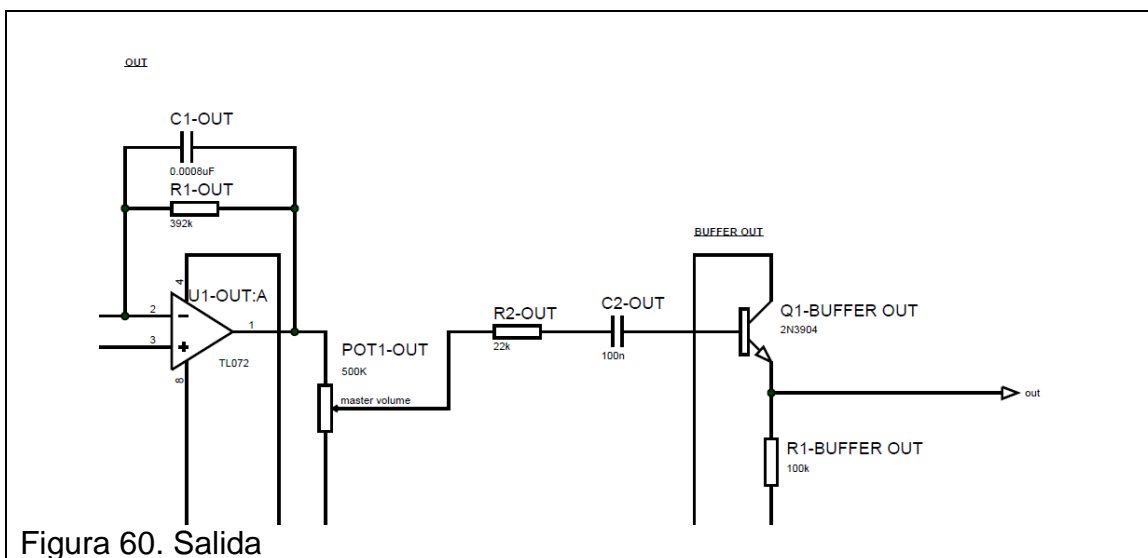 OUT
C1-OUT
0.0008uF
R1-OUT
392k
BUFFER OUT
4
U1-OUT:A
2
1
3
TL072
8
POT1-OUT
500K
master volume
R2-OUT
22k
C2-OUT
100n
Q1-BUFFER OUT
2N3904
out
R1-BUFFER OUT
100k
Figura 60. Salida